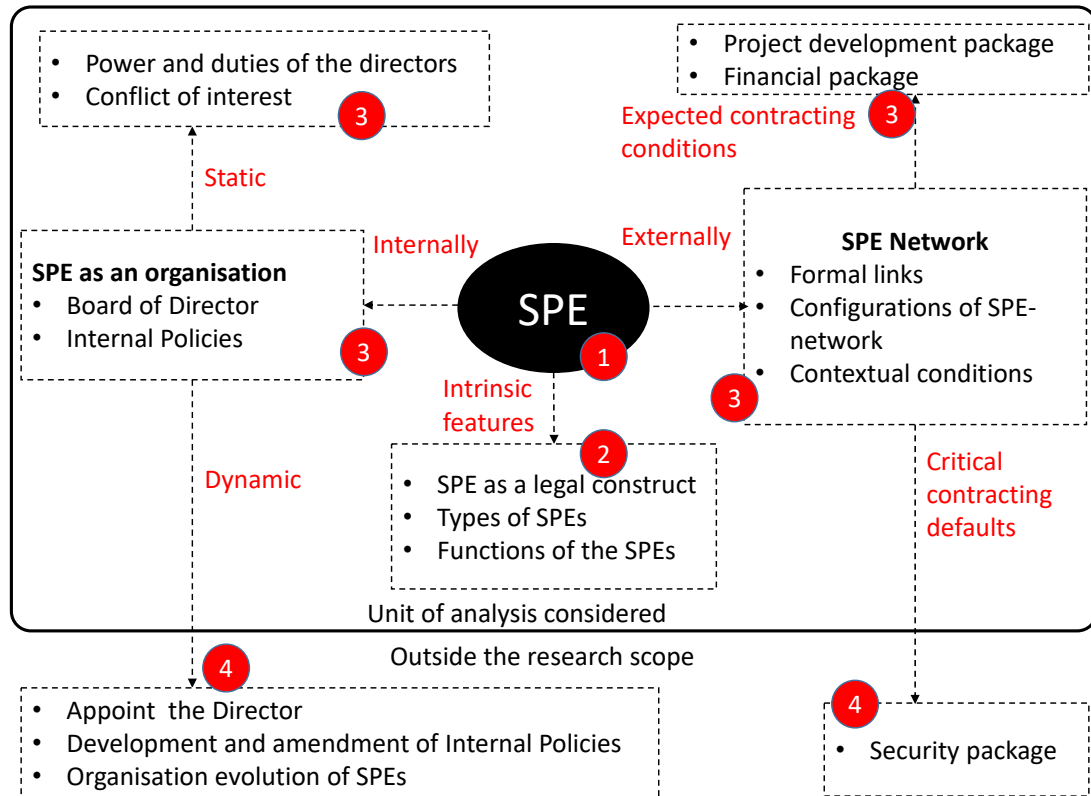 • Power and duties of the directors
• Conflict of interest
3
• Project development package
• Financial package
3
Expected contracting
conditions
Static
Internally
Externally
SPE as an organisation
• Board of Director
• Internal Policies
3
SPE
1
SPE Network
• Formal links
• Configurations of SPE-
network
• Contextual conditions
3
Intrinsic
features
2
• SPE as a legal construct
• Types of SPEs
• Functions of the SPEs
Dynamic
Critical
contracting
defaults
Unit of analysis considered
Outside the research scope
4
• Appoint the Director
• Development and amendment of Internal Policies
• Organisation evolution of SPEs
4
• Security package